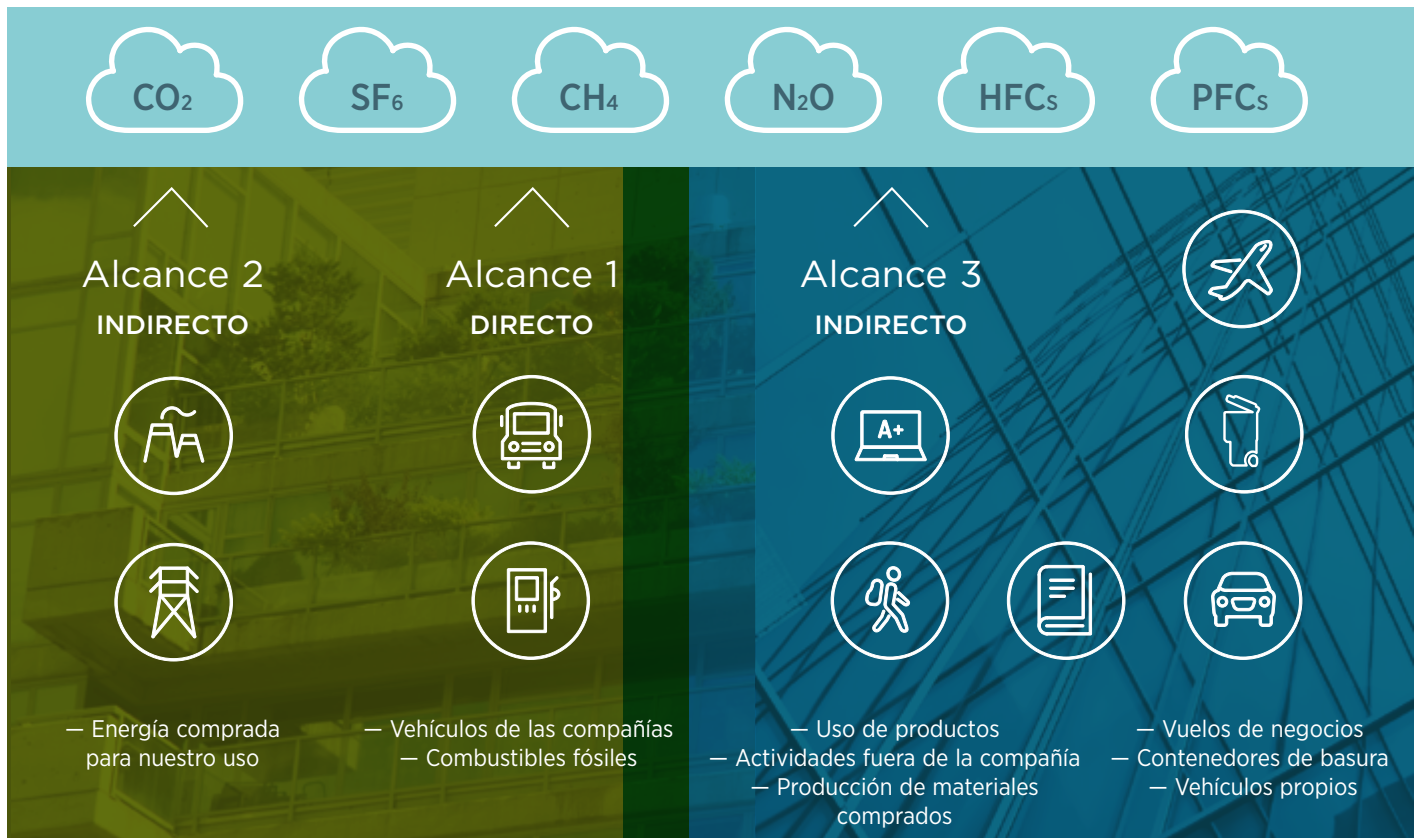 CO₂ SF₆ CH₄ N₂O HFCs PFCs
Alcance 2
INDIRECTO
— Energía comprada
para nuestro uso
Alcance 1
DIRECTO
— Vehículos de las compañías
— Combustibles fósiles
Alcance 3
INDIRECTO
A+
— Uso de productos
— Actividades fuera de la compañía
— Producción de materiales
comprados
— Vuelos de negocios
— Contenedores de basura
— Vehículos propios